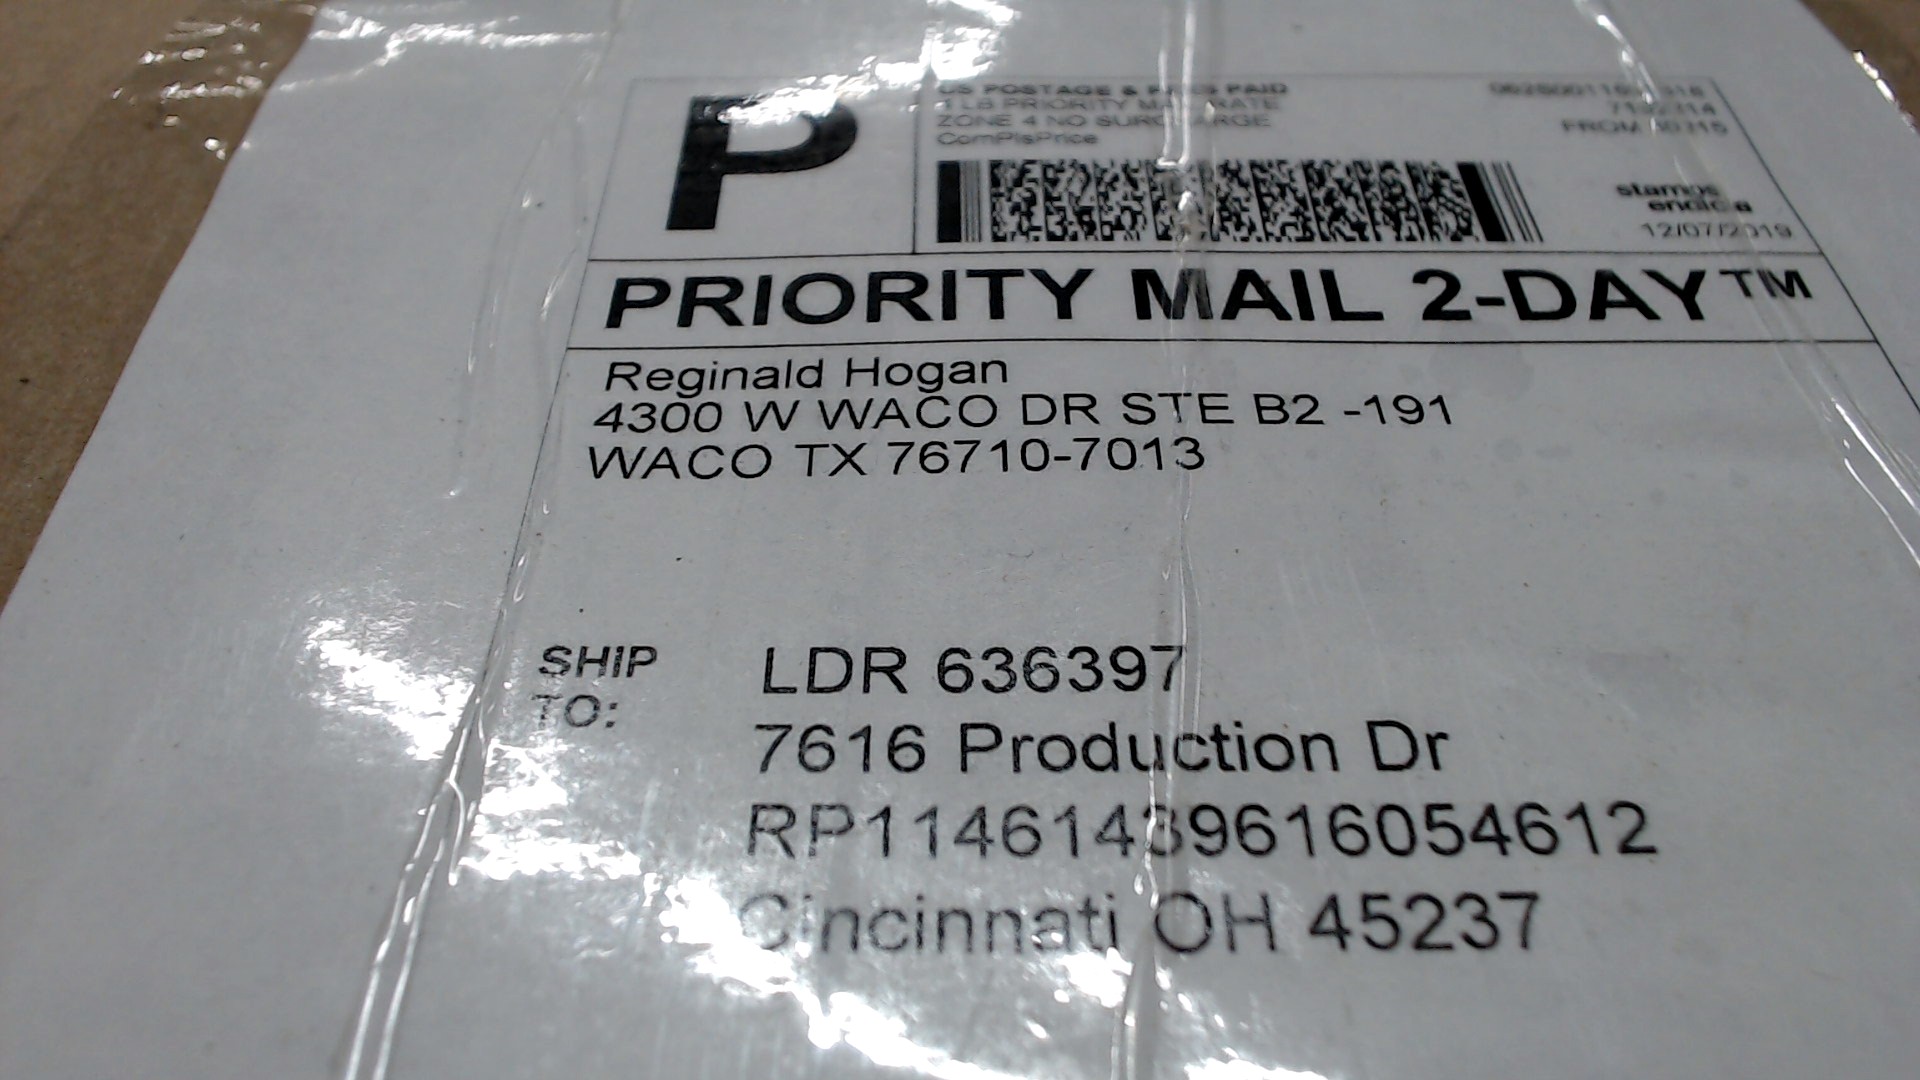 P
US POSTAGE & FEES PAID
1 LB PRIORITY MAIL RATE
ZONE 4 NO SURCHARGE
ComPlsPrice
FROM
stamps
endicia
12/07/2019
PRIORITY MAIL 2-DAY™
Reginald Hogan
4300 W WACO DR STE B2 -191
WACO TX 76710-7013
SHIP
TO:
LDR 636397
7616 Production Dr
RP11461439616054612
Cincinnati OH 45237